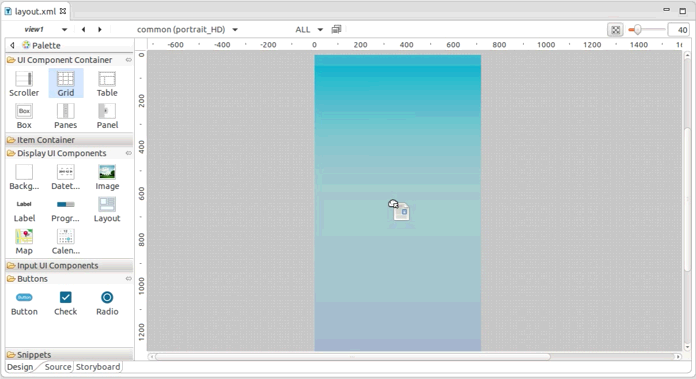 layout.xml
view1
common (portrait_HD)
ALL
40
Palette
-600
-400
-200
0
200
400
600
800
1000
1200
1400
1600
UI Component Container
Scroller
Grid
Table
Box
Box
Panes
Panel
Item Container
Display UI Components
Backg...
Datet...
Image
Label
Label
Progr...
Layout
Map
Calen...
Input UI Components
Buttons
Button
Button
Check
Radio
Snippets
0
200
400
600
800
1000
1200
Design
Source
Storyboard